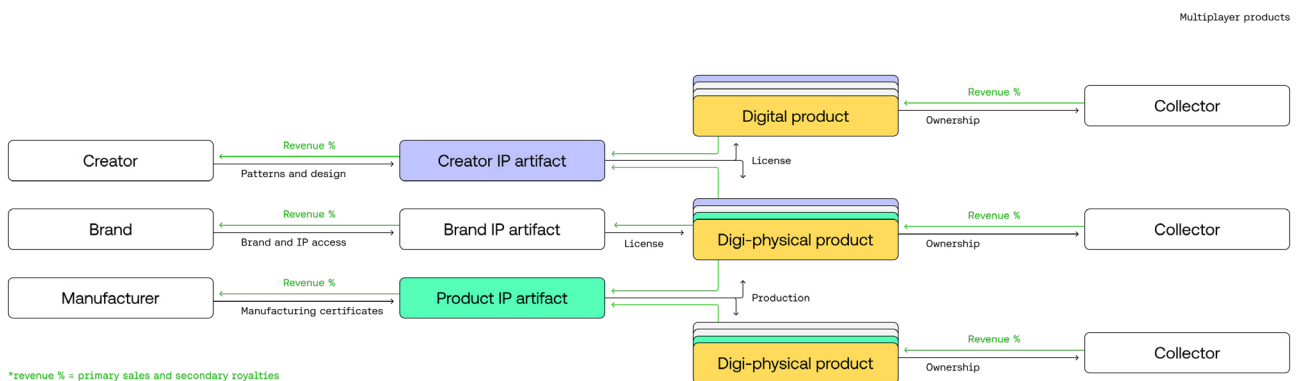 Multiplayer products
Digital product
Revenue %
Ownership
Collector
Creator
Revenue %
Patterns and design
Creator IP artifact
License
Brand
Revenue %
Brand and IP access
Brand IP artifact
License
Digi-physical product
Revenue %
Ownership
Collector
Manufacturer
Revenue %
Manufacturing certificates
Product IP artifact
Production
Digi-physical product
Revenue %
Ownership
Collector
*revenue % = primary sales and secondary royalties